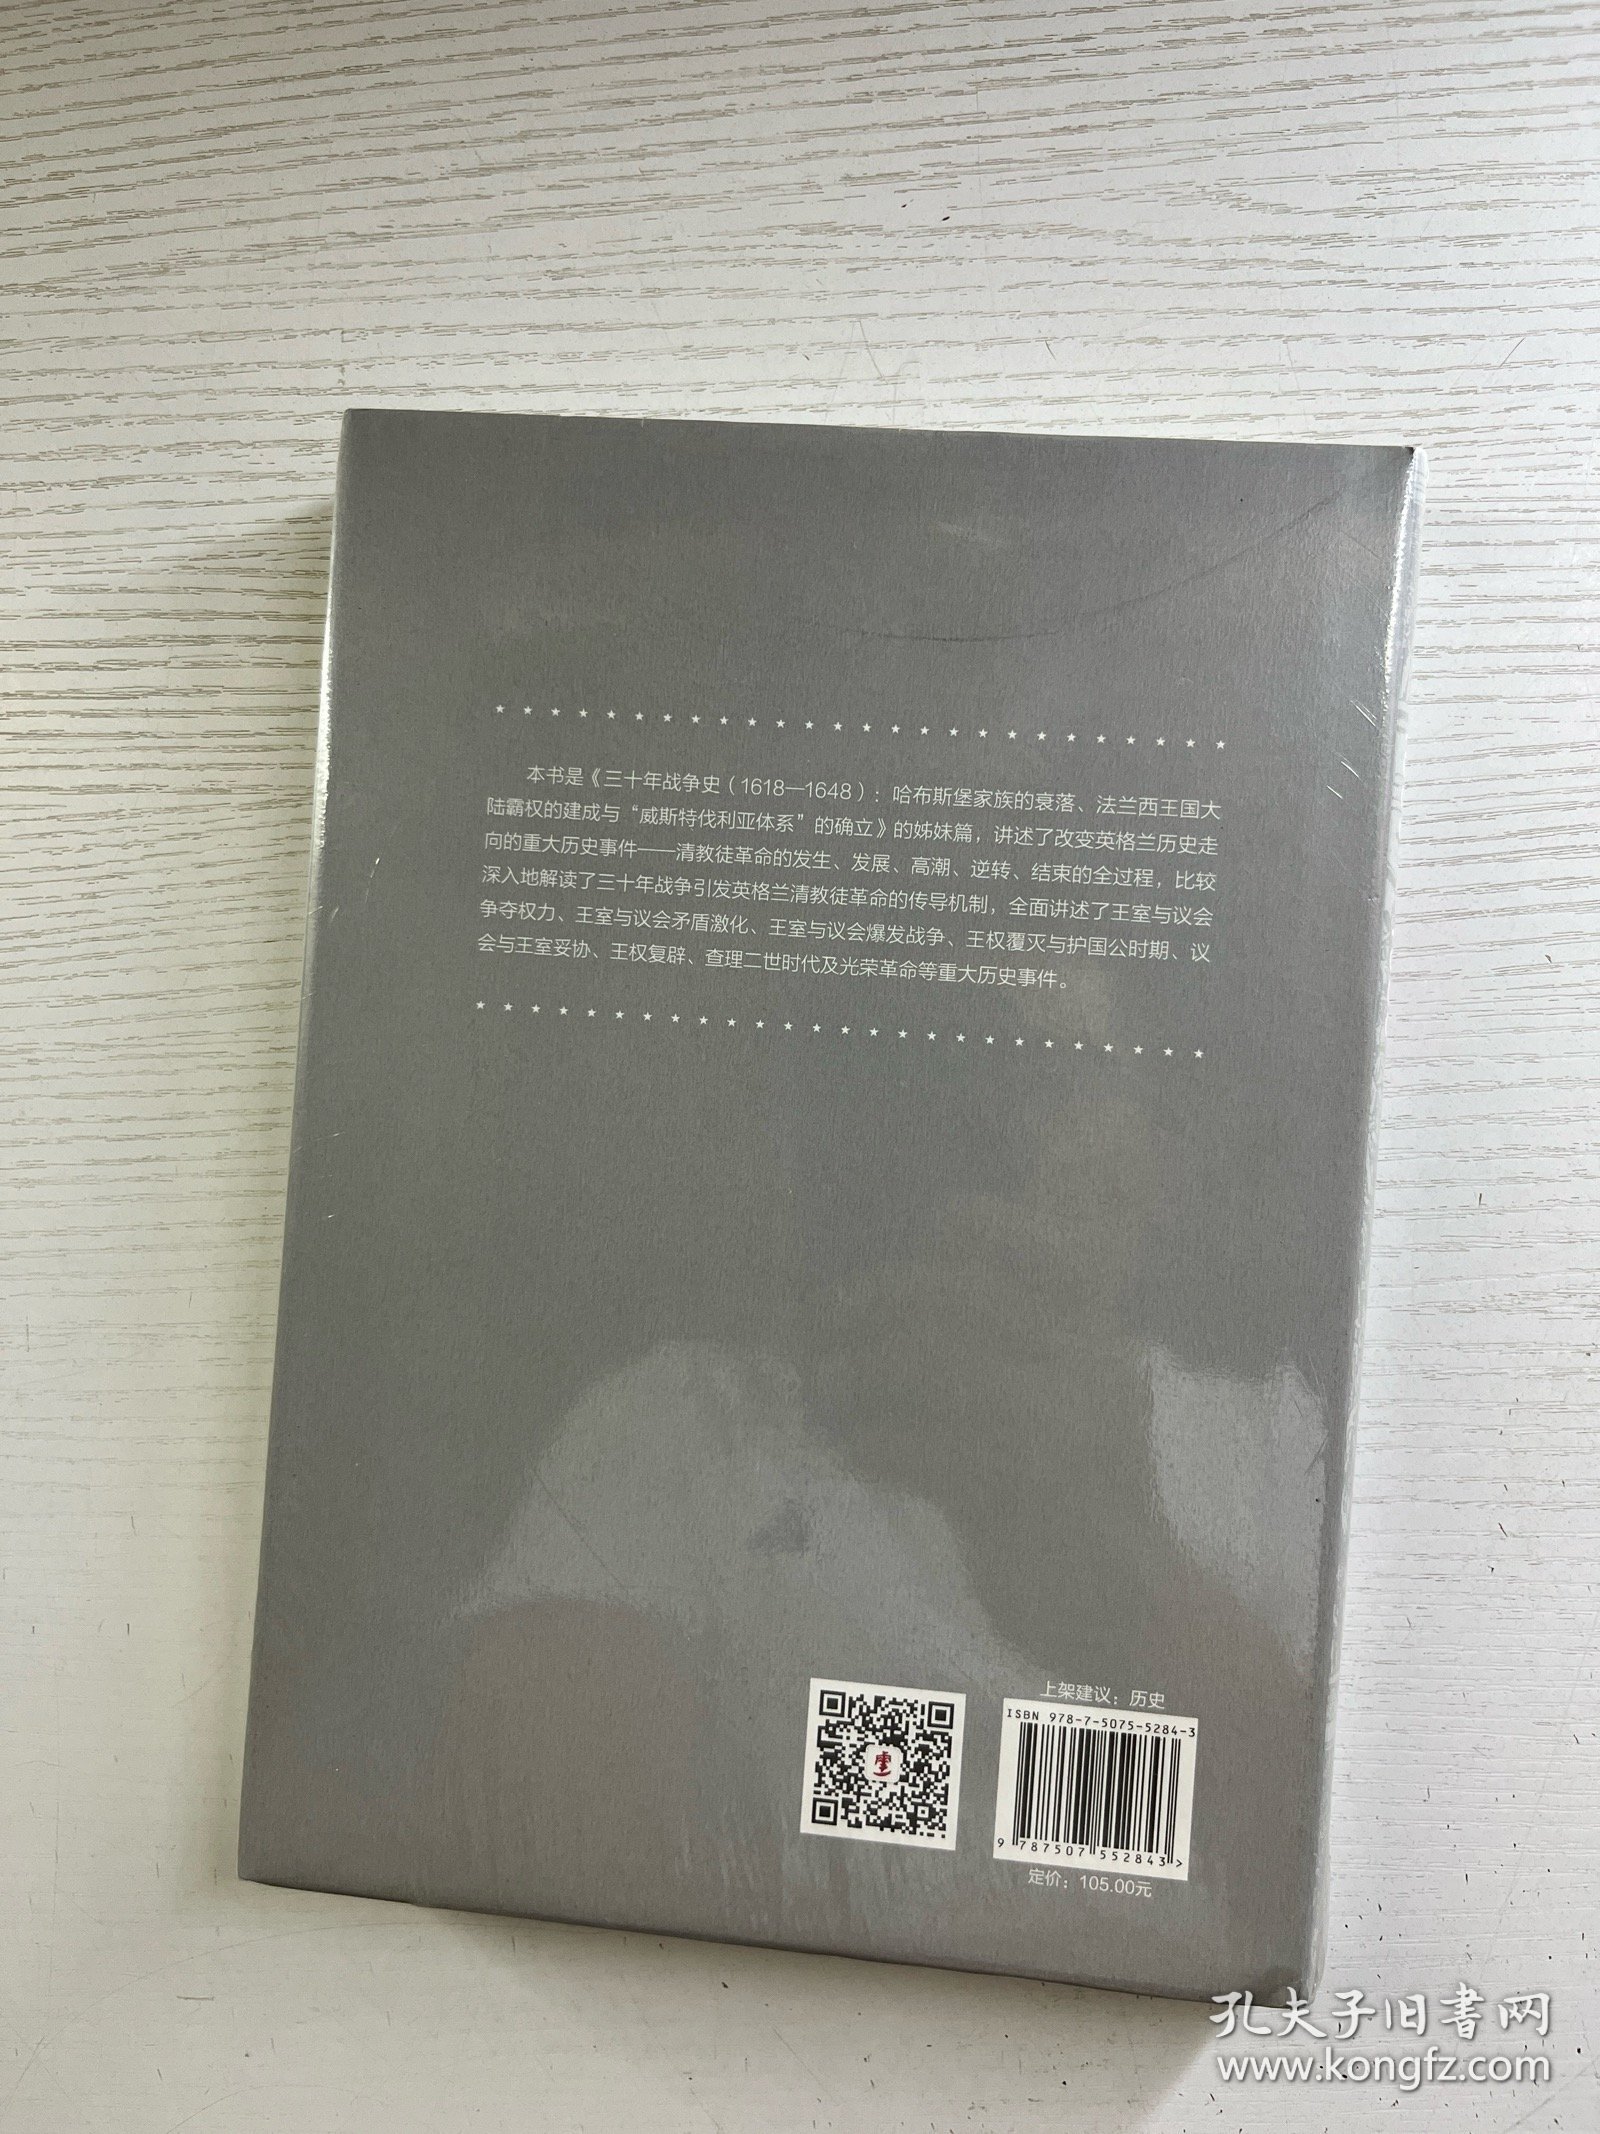 本书是《三十年战争史（1618—1648）：哈布斯堡家族的衰落、法兰西王国大
陆霸权的建成与“威斯特伐利亚体系”的确立》的姊妹篇，讲述了改变英格兰历史走
向的重大历史事件——清教徒革命的发生、发展、高潮、逆转、结束的全过程，比较
深入地解读了三十年战争引发英格兰清教徒革命的传导机制，全面讲述了王室与议会
争夺权力、王室与议会矛盾激化、王室与议会爆发战争、王权覆灭与护国公时期、议
会与王室妥协、王权复辟、查理二世时代及光荣革命等重大历史事件。
上架建议：历史
ISBN 978-7-5075-5284-3
9 787507 552843>
定价：105.00元
孔夫子旧书网
www.kongfz.com